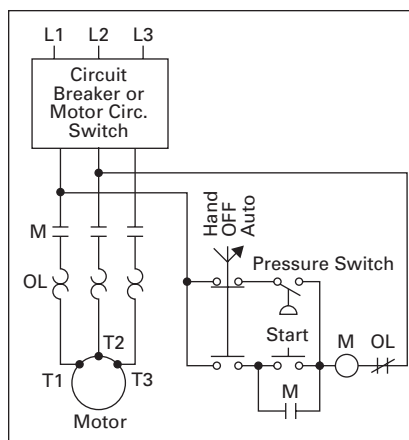 L1 L2 L3
Circuit
Breaker or
Motor Circ.
Switch
Hand
OFF
Auto
M
OL
Pressure Switch
Start
M OL
T2
T1 T3
M
Motor